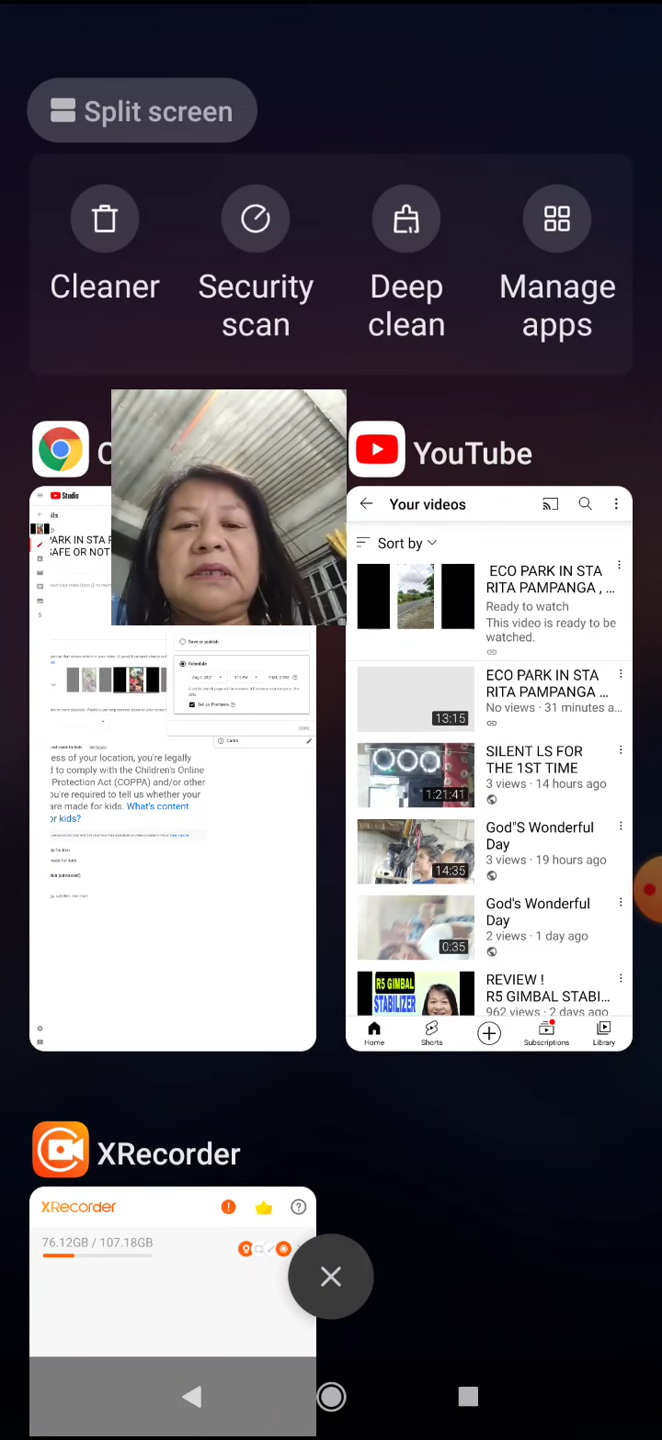 Split screen
Cleaner
Security scan
Deep clean
Manage apps
YouTube
Studio
PARK IN STA
SAFE OR NOT
Save or publish
Schedule
Set as Premiere
ess of your location, you're legally
d to comply with the Children's Online
Protection Act (COPPA) and/or other
ou're required to tell us whether your
are made for kids. What's content
or kids?
Your videos
Sort by
ECO PARK IN STA
RITA PAMPANGA , ...
Ready to watch
This video is ready to be
watched.
ECO PARK IN STA
RITA PAMPANGA ...
No views · 31 minutes a...
13:15
SILENT LS FOR
THE 1ST TIME
3 views · 14 hours ago
1:21:41
God"S Wonderful
Day
3 views · 19 hours ago
14:35
God's Wonderful
Day
2 views · 1 day ago
0:35
REVIEW !
R5 GIMBAL STABI...
962 views · 2 days ago
R5 GIMBAL
STABILIZER
Home
Shorts
Subscriptions
Library
XRecorder
XRECORDER
76.12GB / 107.18GB